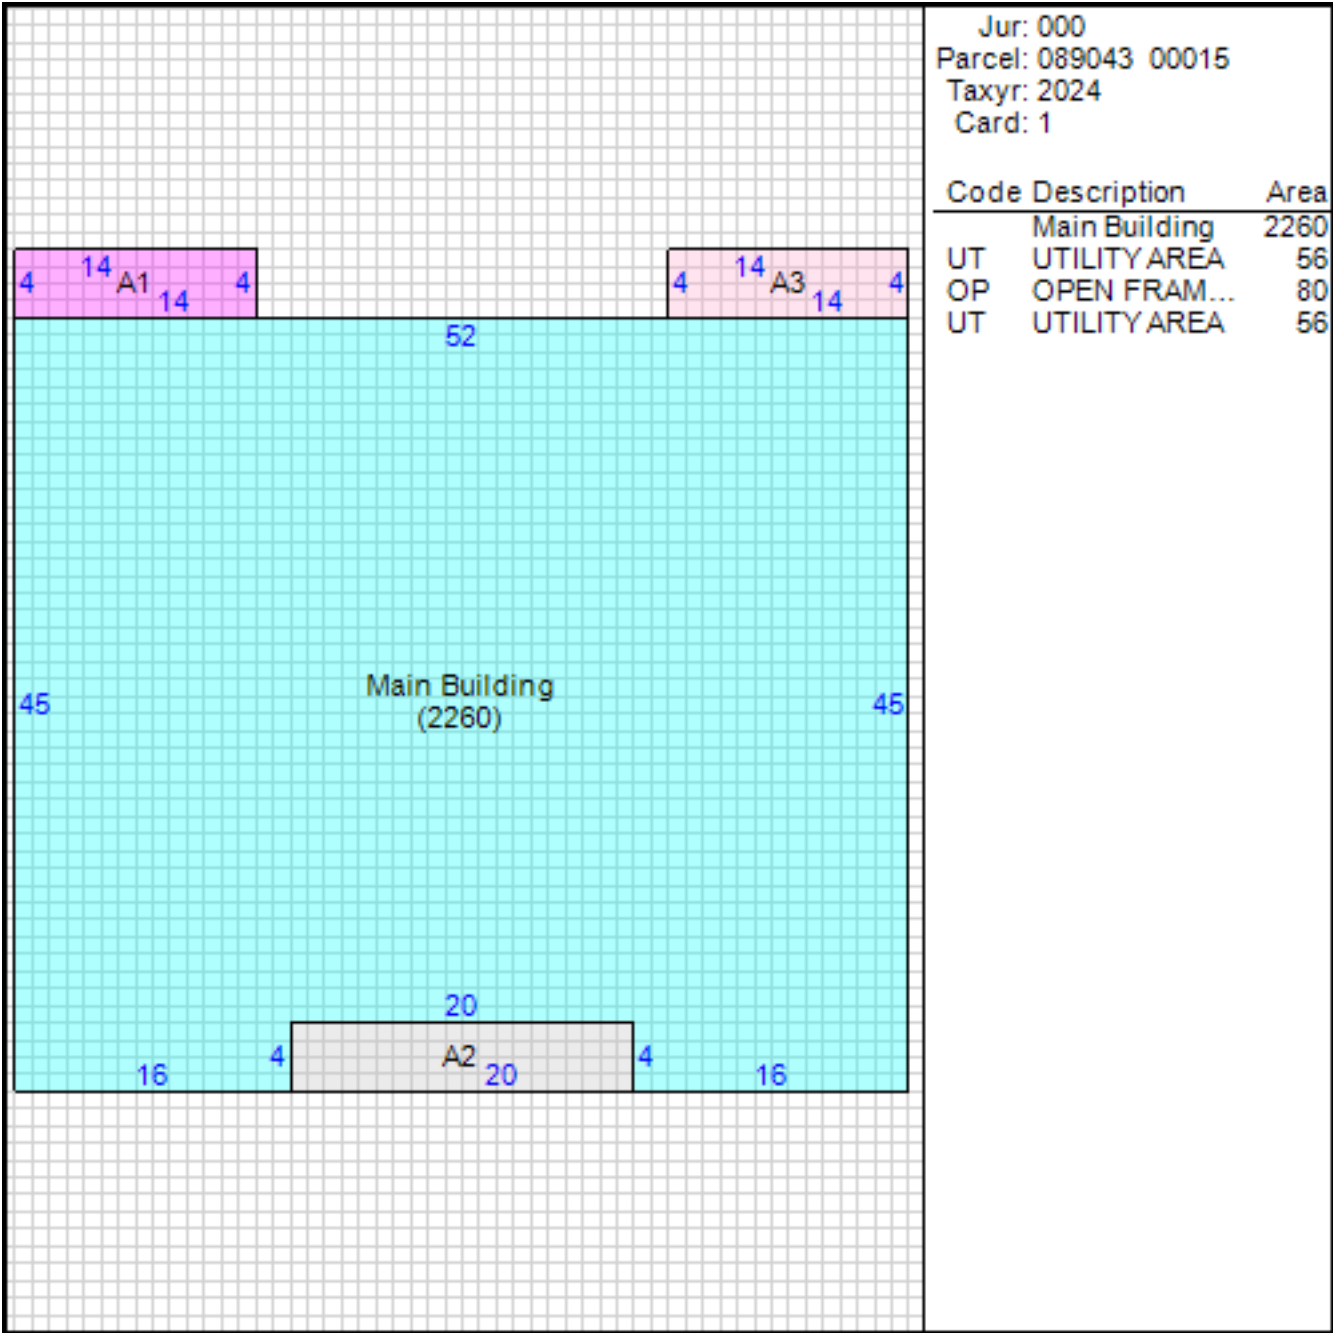 Jur: 000
Parcel: 089043 00015
Taxyr: 2024
Card: 1
Code Description Area
Main Building 2260
UT UTILITY AREA 56
OP OPEN FRAM... 80
UT UTILITY AREA 56
14 14
4 A1 4 4 A3 4
14 14
52
Main Building
45 45
(2260)
20
4 A2 4
16 20 16